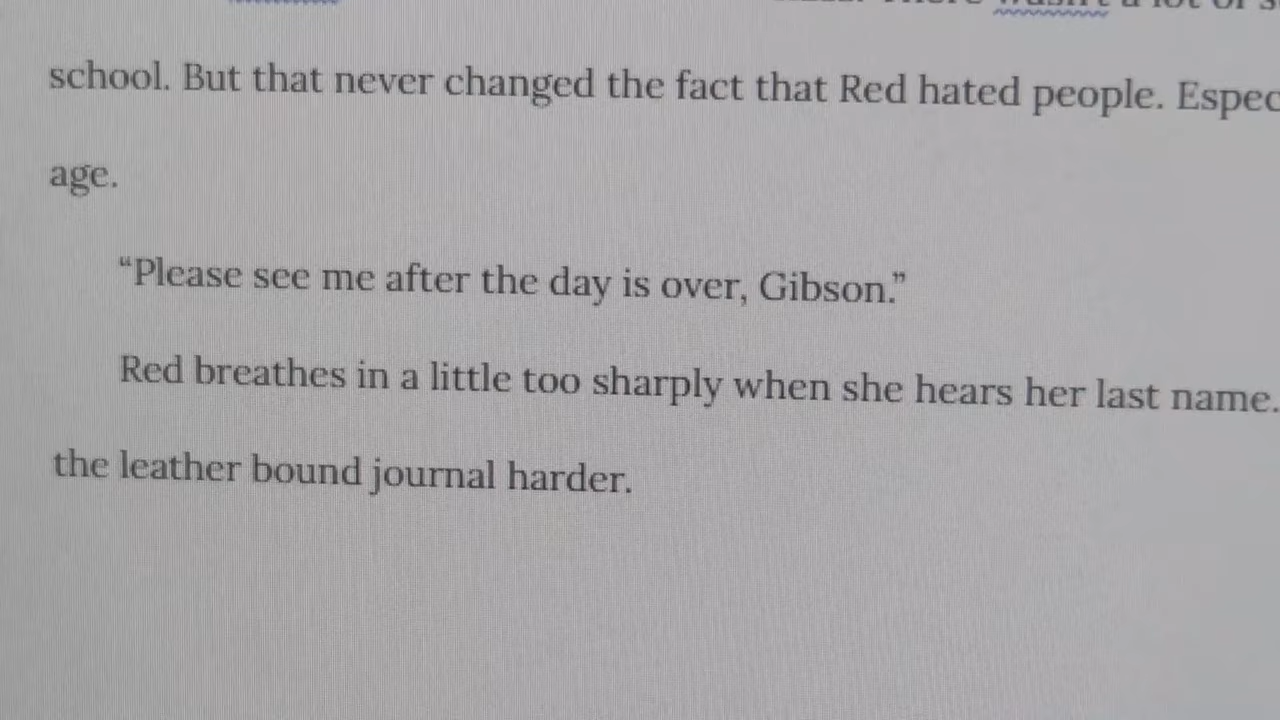 school. But that never changed the fact that Red hated people. Espec
age.
“Please see me after the day is over, Gibson.”
Red breathes in a little too sharply when she hears her last name.
the leather bound journal harder.